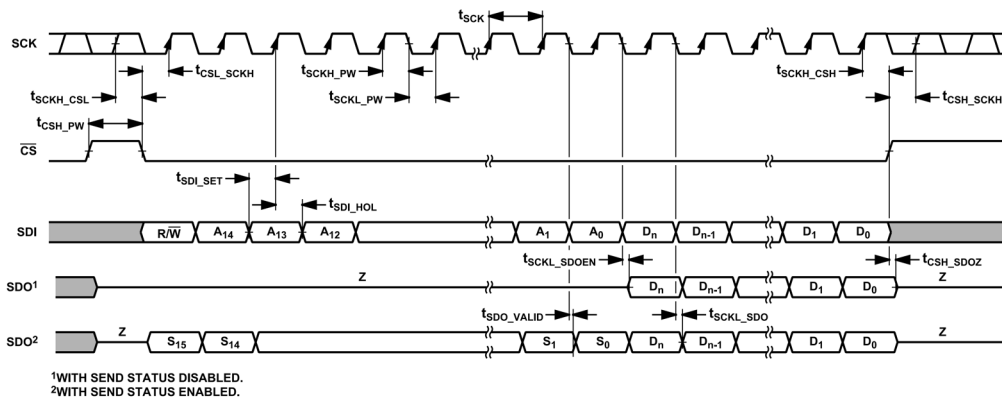 tSCK
SCK
tCSL_SCKH
tSCKH_PW
tSCKH_CSH
tSCKH_CSL
tSCKL_PW
tCSH_SCKH
tCSH_PW
CS
tSDI_SET
tSDI_HOL
SDI
R/W A14 A13 A12 A1 A0 Dn Dn-1 D1 D0
tSCKL_SDOEN
tCSH_SDOZ
SDO1 Z Dn Dn-1 D1 D0 Z
tSDO_VALID
tSCKL_SDO
SDO2 Z S15 S14 S1 S0 Dn Dn-1 D1 D0 Z
1WITH SEND STATUS DISABLED.
2WITH SEND STATUS ENABLED.